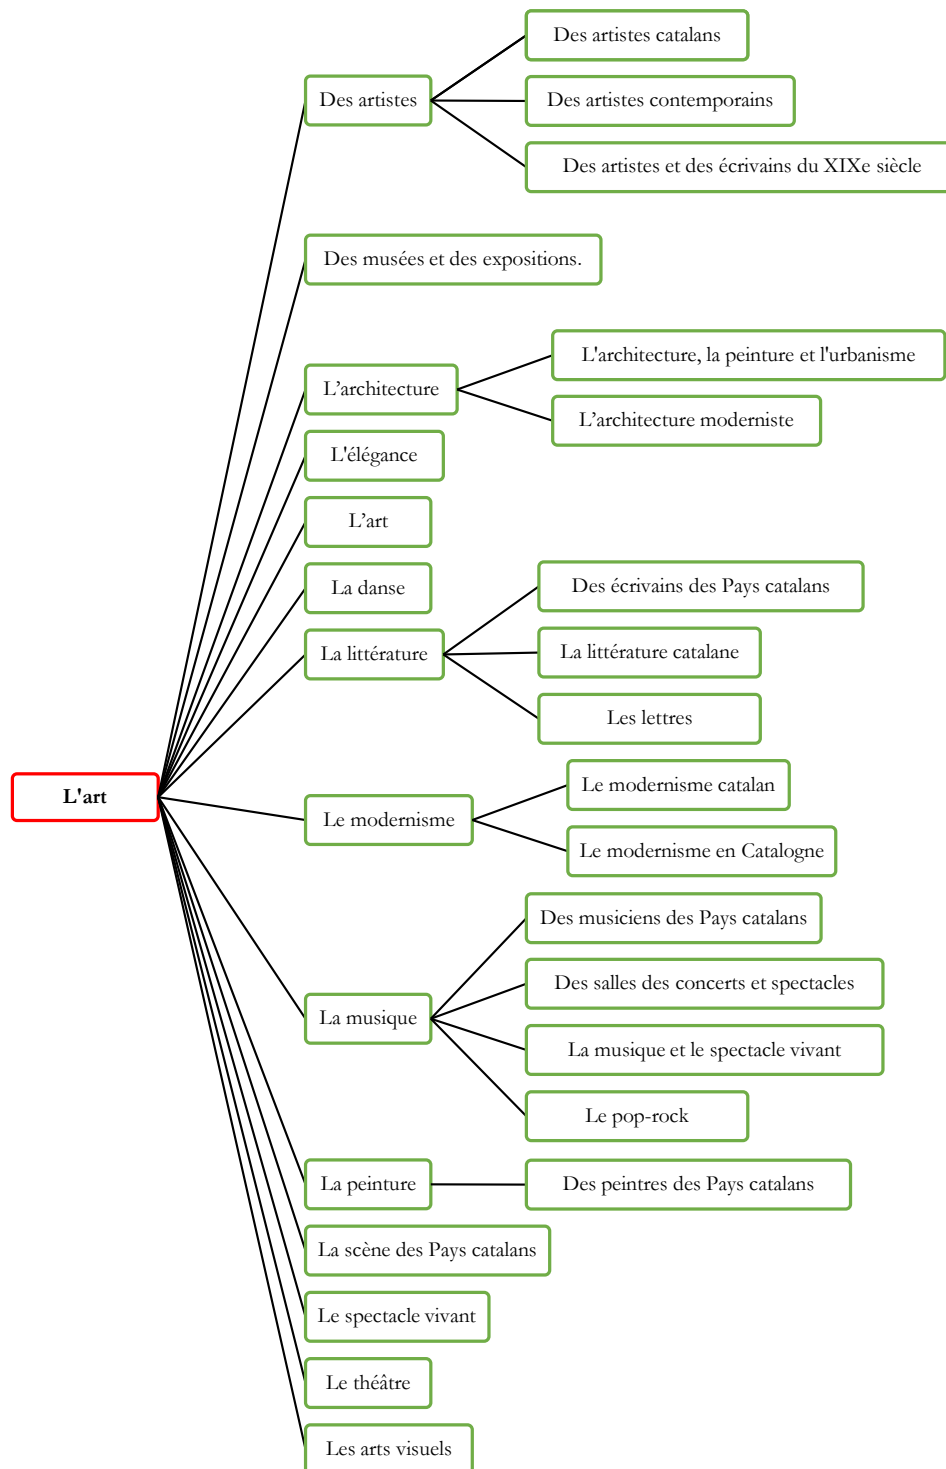 Des artistes catalans
Des artistes
Des artistes contemporains
Des artistes et des écrivains du XIXe siècle
Des musées et des expositions.
L'architecture, la peinture et l'urbanisme
L’architecture
L’architecture moderniste
L'élégance
L’art
La danse
Des écrivains des Pays catalans
La littérature
La littérature catalane
Les lettres
L'art
Le modernisme catalan
Le modernisme
Le modernisme en Catalogne
Des musiciens des Pays catalans
Des salles des concerts et spectacles
La musique
La musique et le spectacle vivant
Le pop-rock
La peinture
Des peintres des Pays catalans
La scène des Pays catalans
Le spectacle vivant
Le théâtre
Les arts visuels